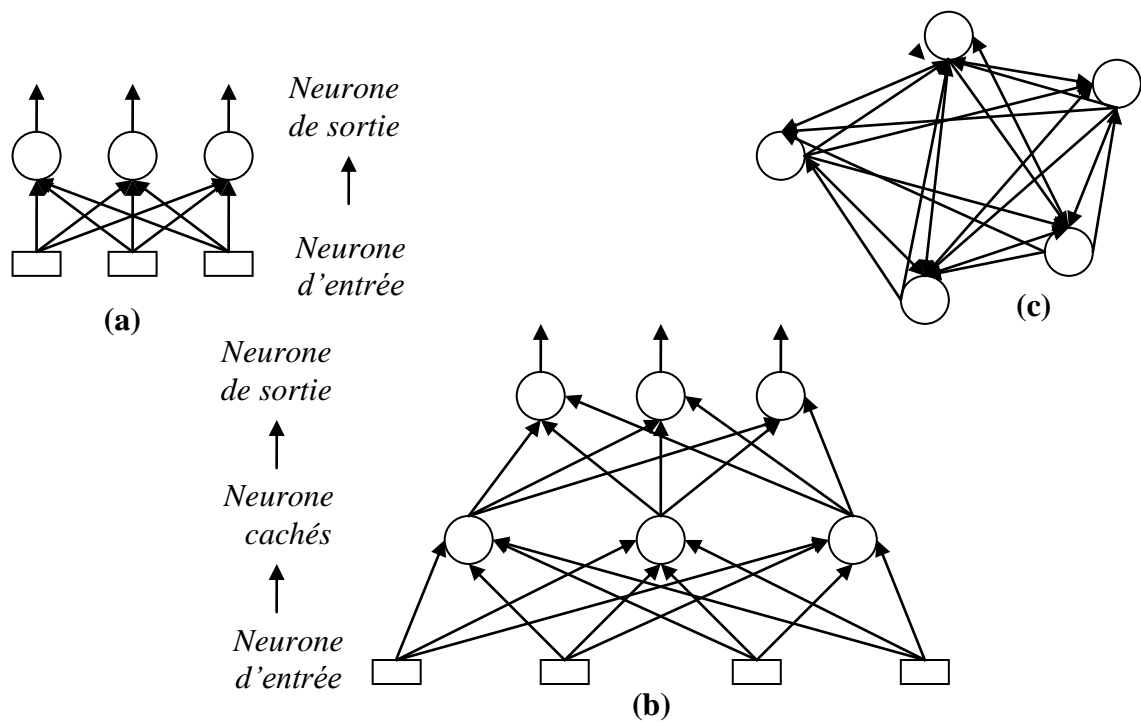 Neurone
de sortie
Neurone
d'entrée
(a)
(c)
Neurone
de sortie
Neurone
cachés
Neurone
d'entrée
(b)